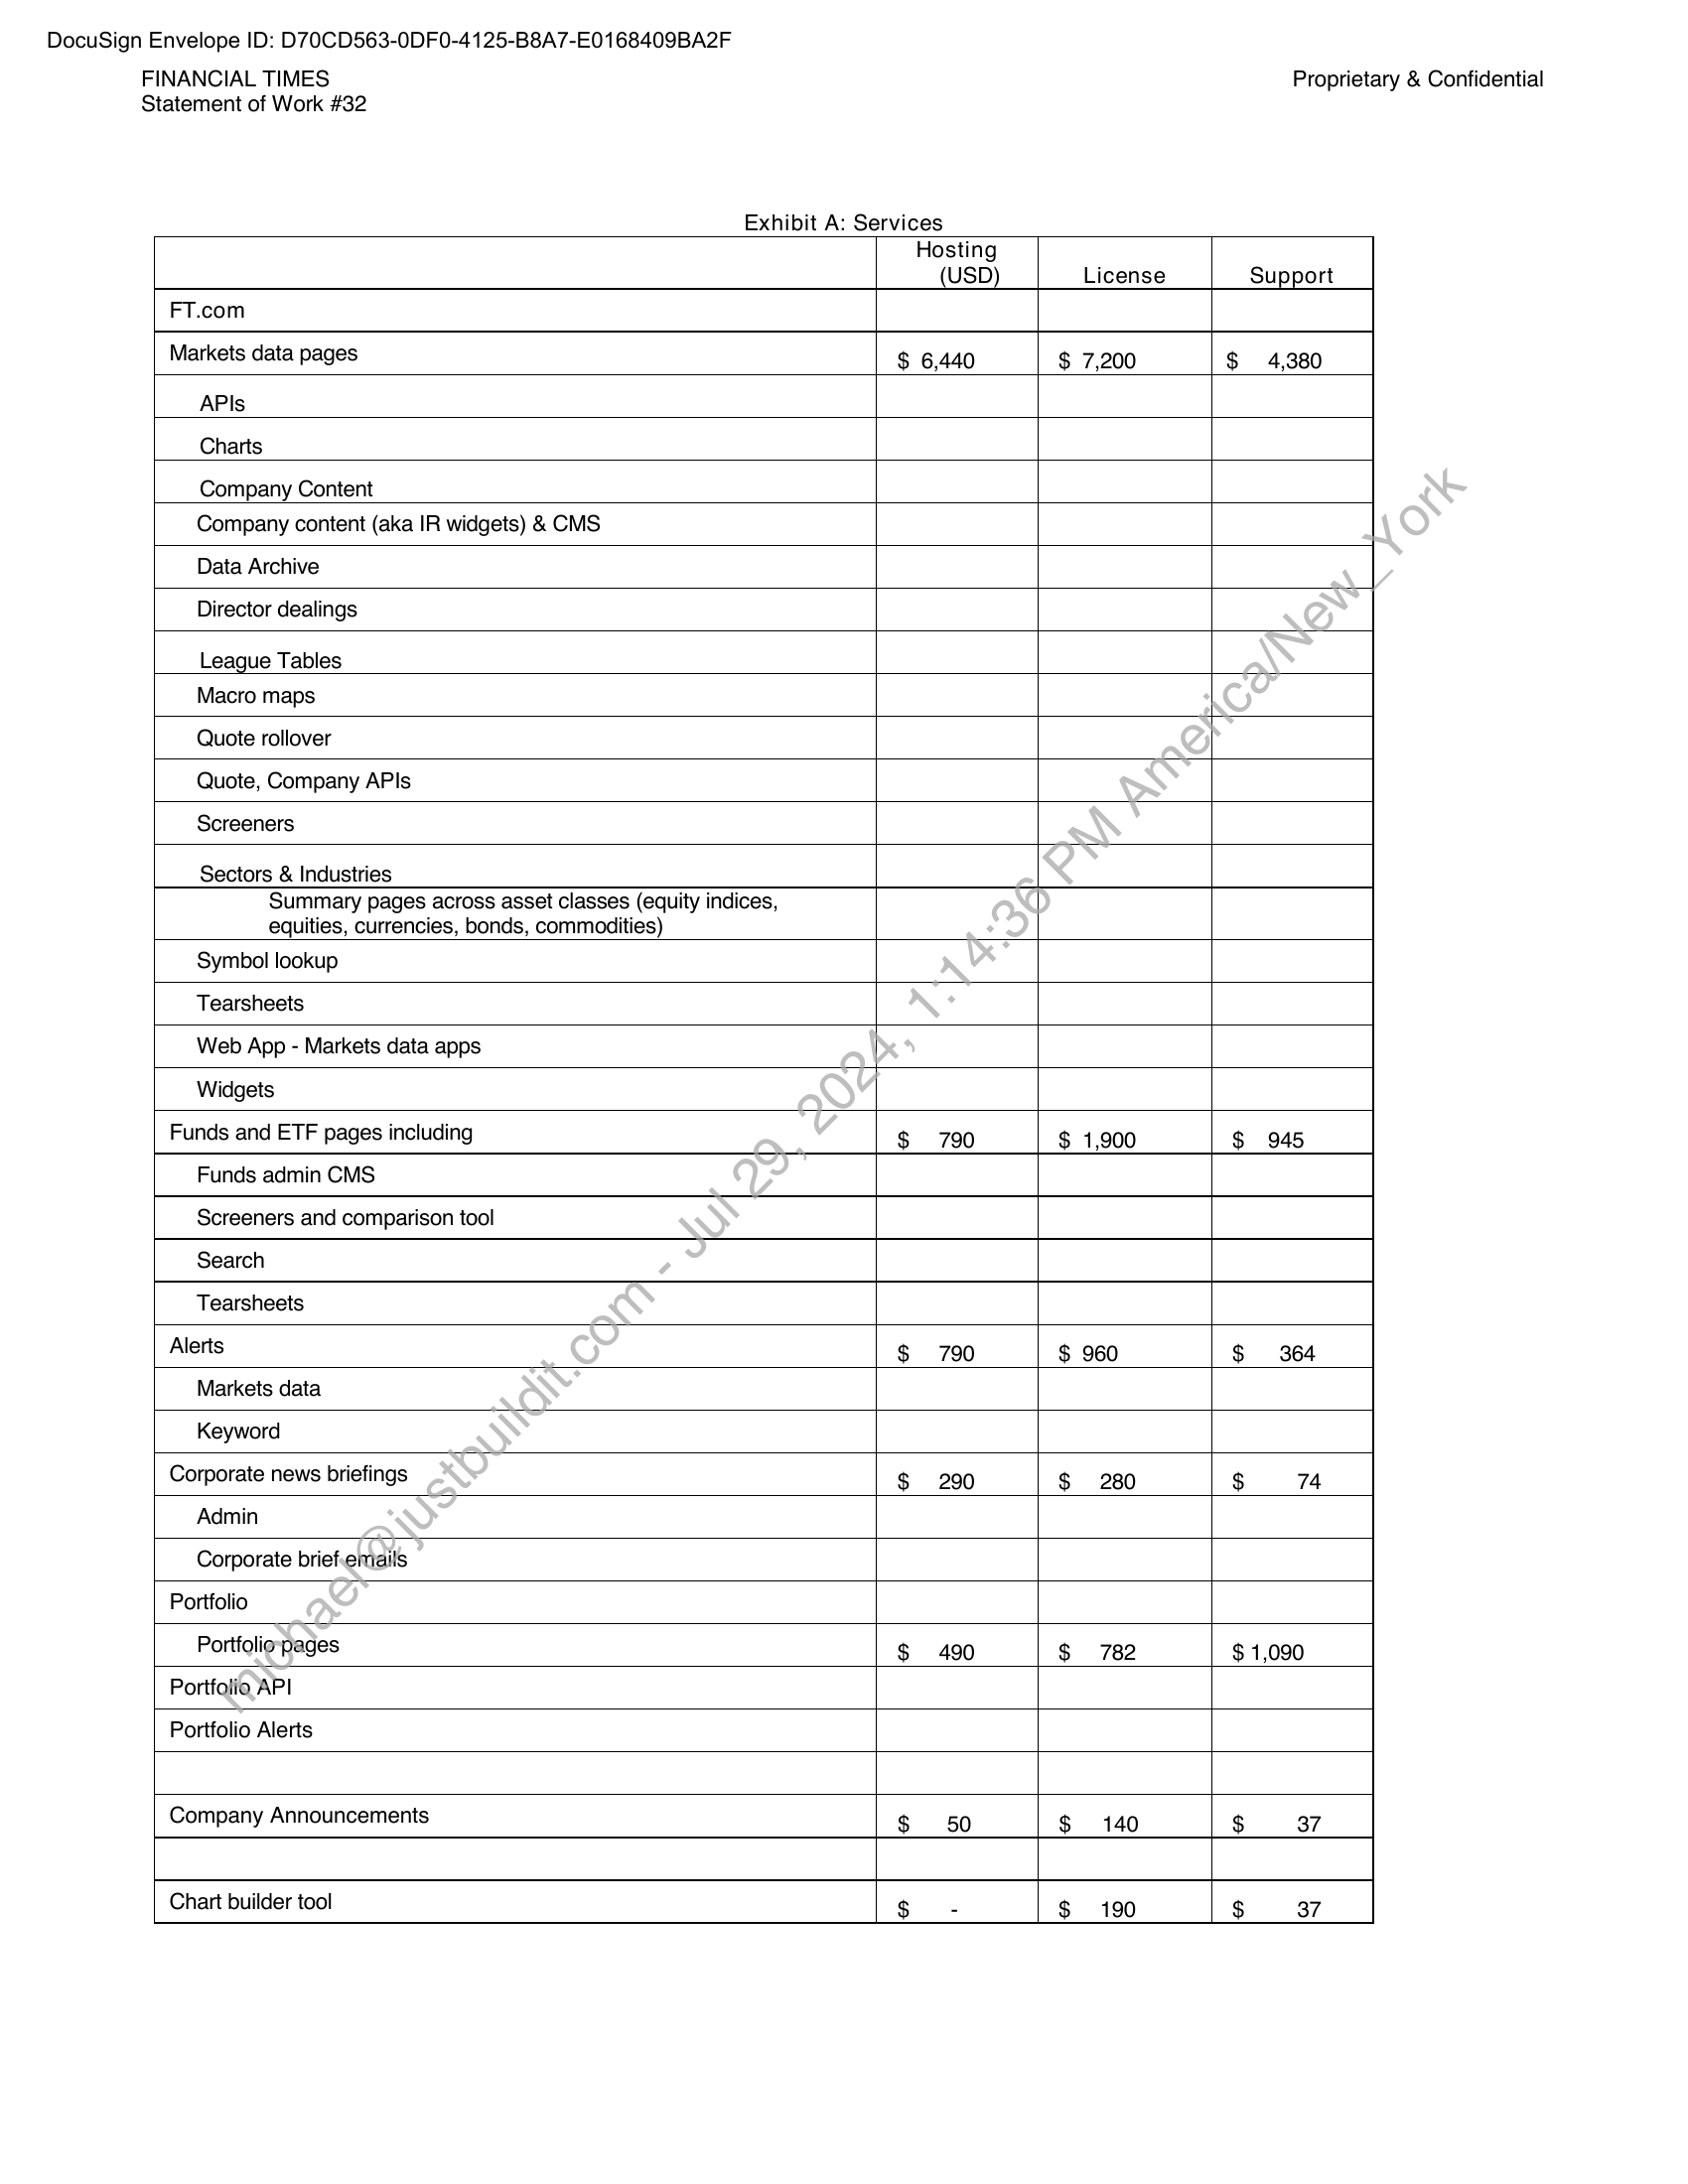 DocuSign Envelope ID: D70CD563-0DF0-4125-B8A7-E0168409BA2F
FINANCIAL TIMES Proprietary & Confidential
Statement of Work #32
Exhibit A: Services
Hosting (USD) License Support
FT.com
Markets data pages $ 6,440 $ 7,200 $ 4,380
APIs
Charts
Company Content
Company content (aka IR widgets) & CMS
Data Archive
Director dealings
League Tables
Macro maps
Quote rollover
Quote, Company APIs
Screeners
Sectors & Industries
Summary pages across asset classes (equity indices,
equities, currencies, bonds, commodities)
Symbol lookup
Tearsheets
Web App - Markets data apps
Widgets
Funds and ETF pages including $ 790 $ 1,900 $ 945
Funds admin CMS
Screeners and comparison tool
Search
Tearsheets
Alerts $ 790 $ 960 $ 364
Markets data
Keyword
Corporate news briefings $ 290 $ 280 $ 74
Admin
Corporate brief emails
Portfolio
Portfolio pages $ 490 $ 782 $ 1,090
Portfolio API
Portfolio Alerts
Company Announcements $ 50 $ 140 $ 37
Chart builder tool $ - $ 190 $ 37
michael@justbuildit.com - Jul 29, 2024, 1:14:36 PM America/New_York